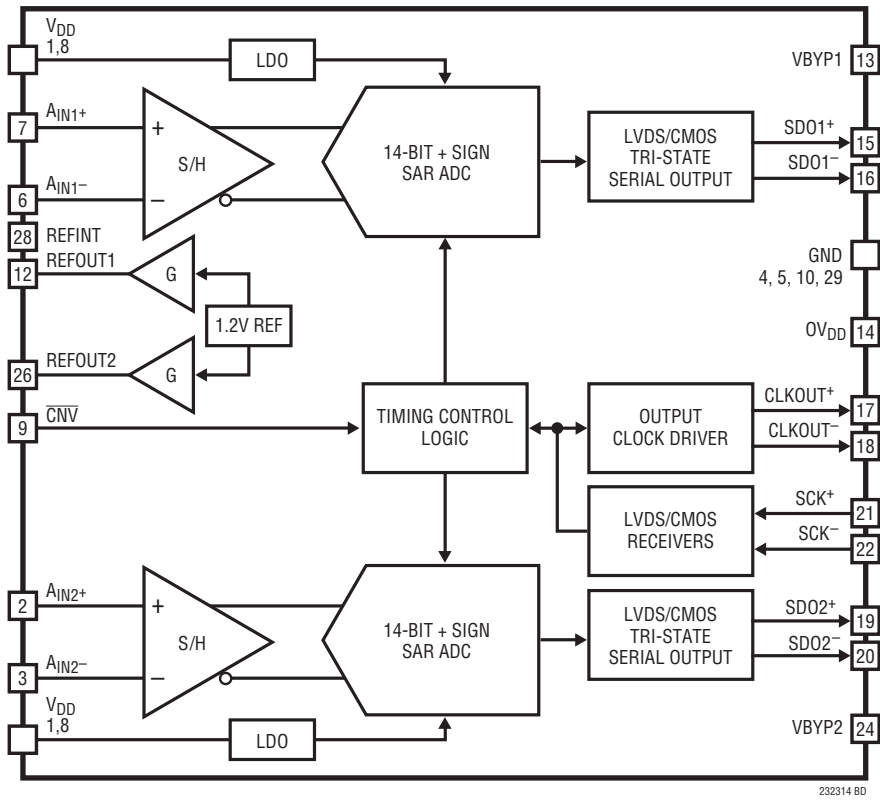 VDD
1,8
LDO
VBYP1
13
7
AIN1+
+
S/H
14-BIT + SIGN
SAR ADC
LVDS/CMOS
TRI-STATE
SERIAL OUTPUT
SDO1+
15
SDO1–
16
6
AIN1–
–
28
REFINT
12
REFOUT1
G
1.2V REF
GND
4, 5, 10, 29
OVDD
14
26
REFOUT2
G
9
CNV
TIMING CONTROL
LOGIC
OUTPUT
CLOCK DRIVER
CLKOUT+
17
CLKOUT–
18
LVDS/CMOS
RECEIVERS
SCK+
21
SCK–
22
2
AIN2+
+
S/H
14-BIT + SIGN
SAR ADC
LVDS/CMOS
TRI-STATE
SERIAL OUTPUT
SDO2+
19
SDO2–
20
3
AIN2–
–
VDD
1,8
LDO
VBYP2
24
232314 BD